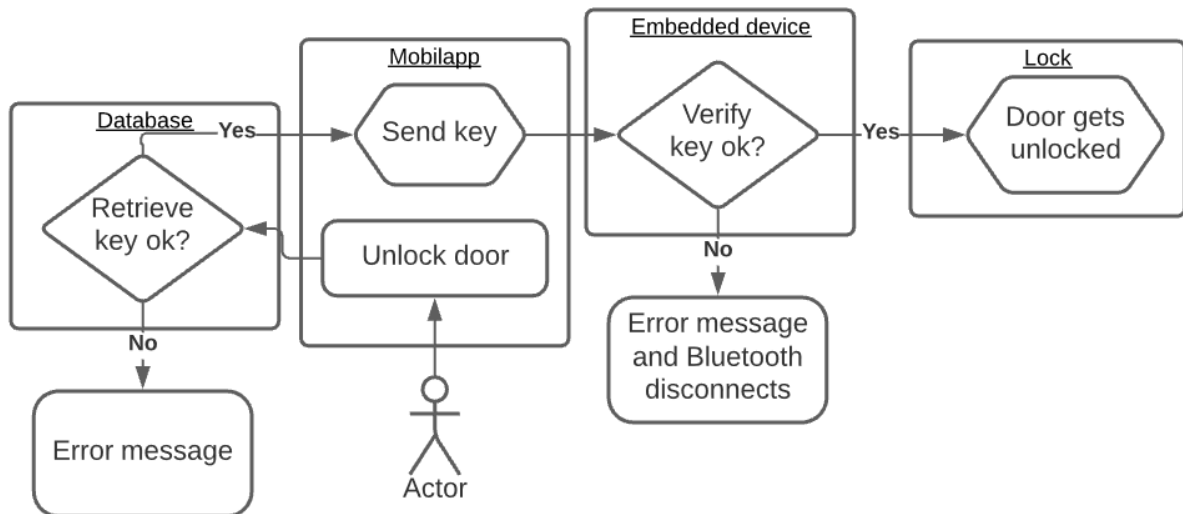 Database
Yes
Retrieve
key ok?
No
Error message
Mobilapp
Send key
Unlock door
Actor
Embedded device
Verify
key ok?
Yes
No
Error message
and Bluetooth
disconnects
Lock
Door gets
unlocked